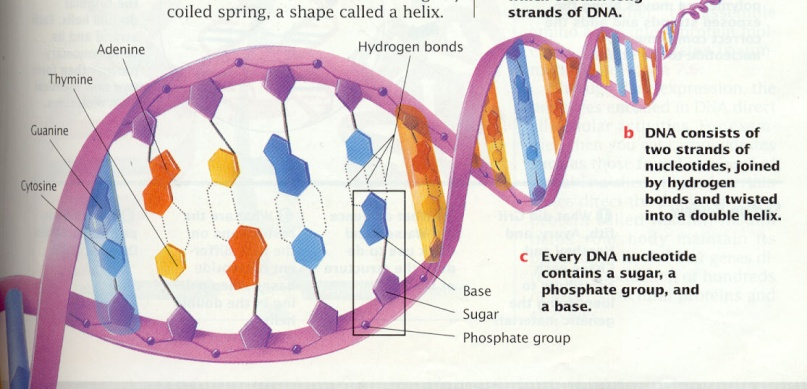 coiled spring, a shape called a helix.
strands of DNA.
Adenine
Hydrogen bonds
Thymine
Guanine
Cytosine
b DNA consists of
two strands of
nucleotides, joined
by hydrogen
bonds and twisted
into a double helix.
c Every DNA nucleotide
contains a sugar, a
phosphate group, and
a base.
Base
Sugar
Phosphate group